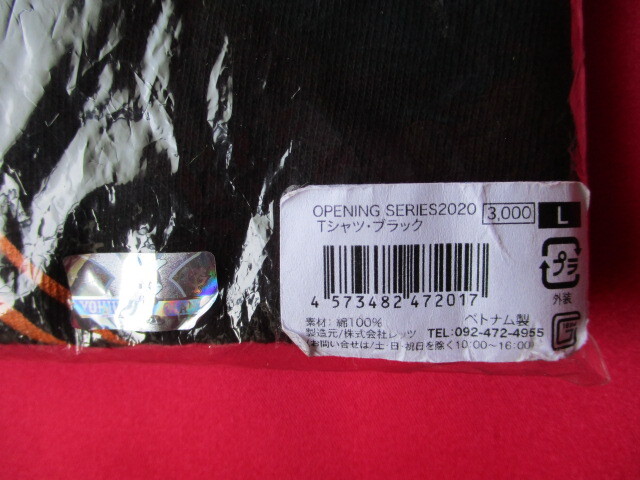 OPENING SERIES2020 3,000 L
Tシャツ・ブラック
プラ
外装
4 573482 472017
素材：綿100% ベトナム製
製造元/株式会社レッツ TEL:092-472-4955
(お問い合せは/土・日・祝日を除く10:00～16:00)